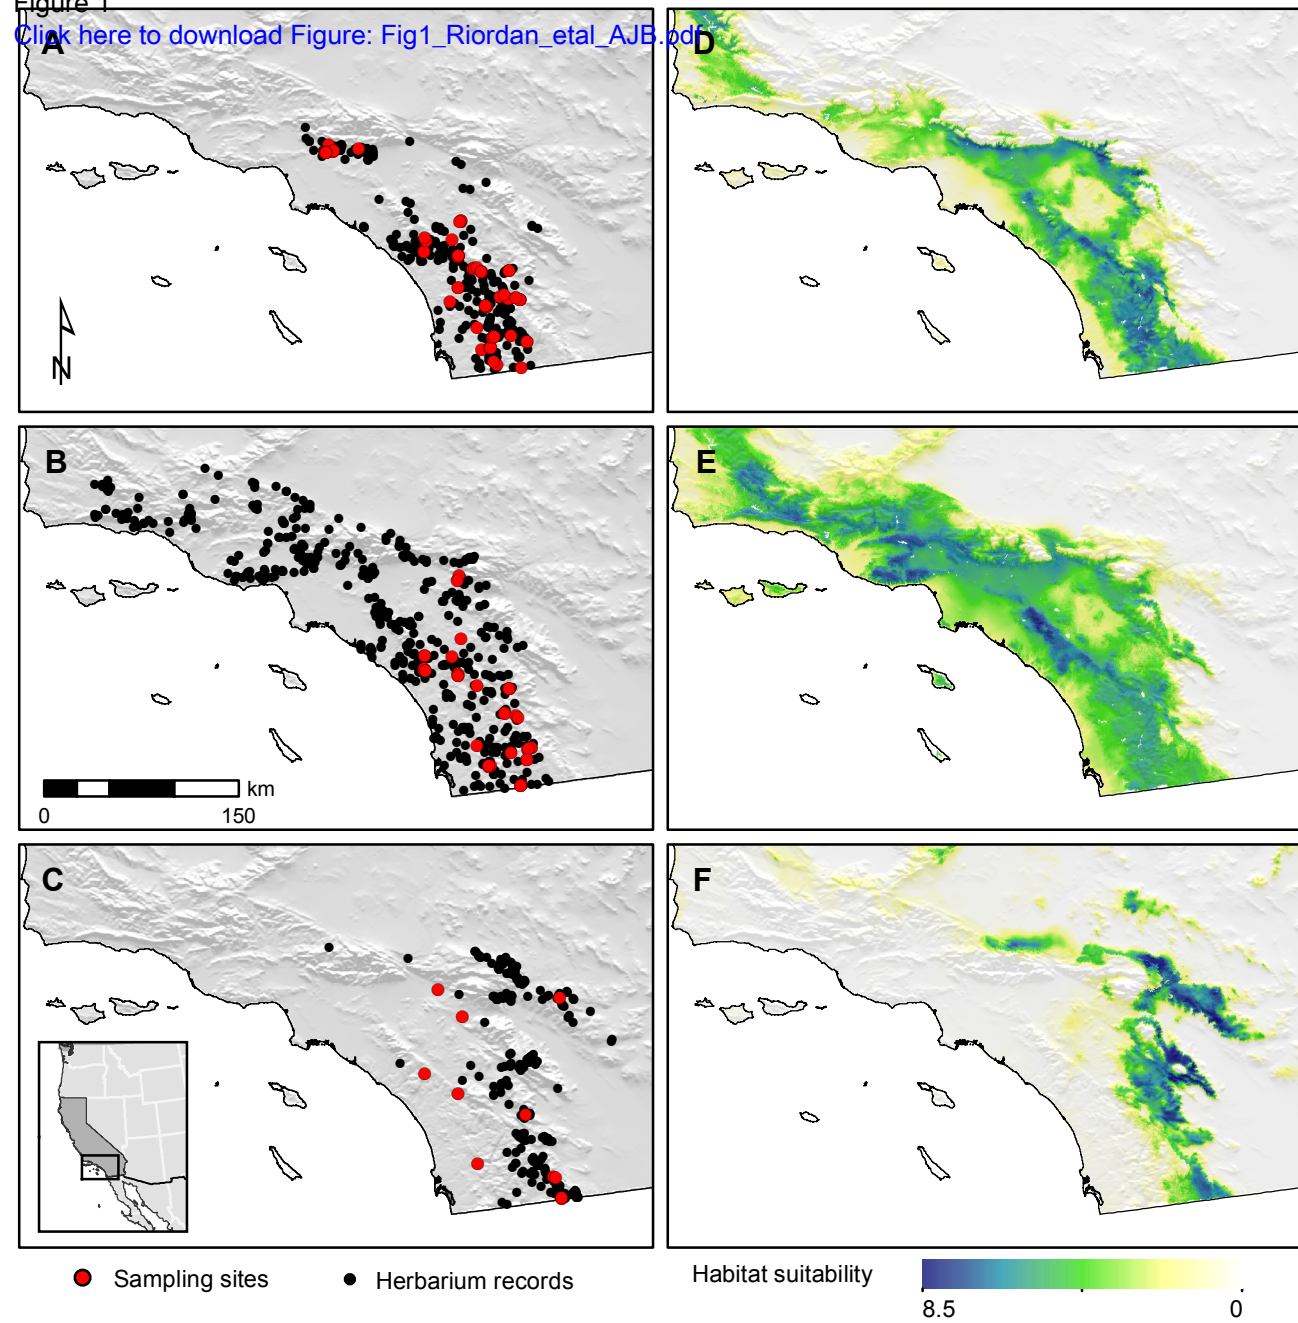 Figure 1
Click here to download Figure: Fig1_Riordan_etal_AJB.pdf
A
D
N
B
E
km
0 150
C
F
Sampling sites
Herbarium records
Habitat suitability
8.5 0